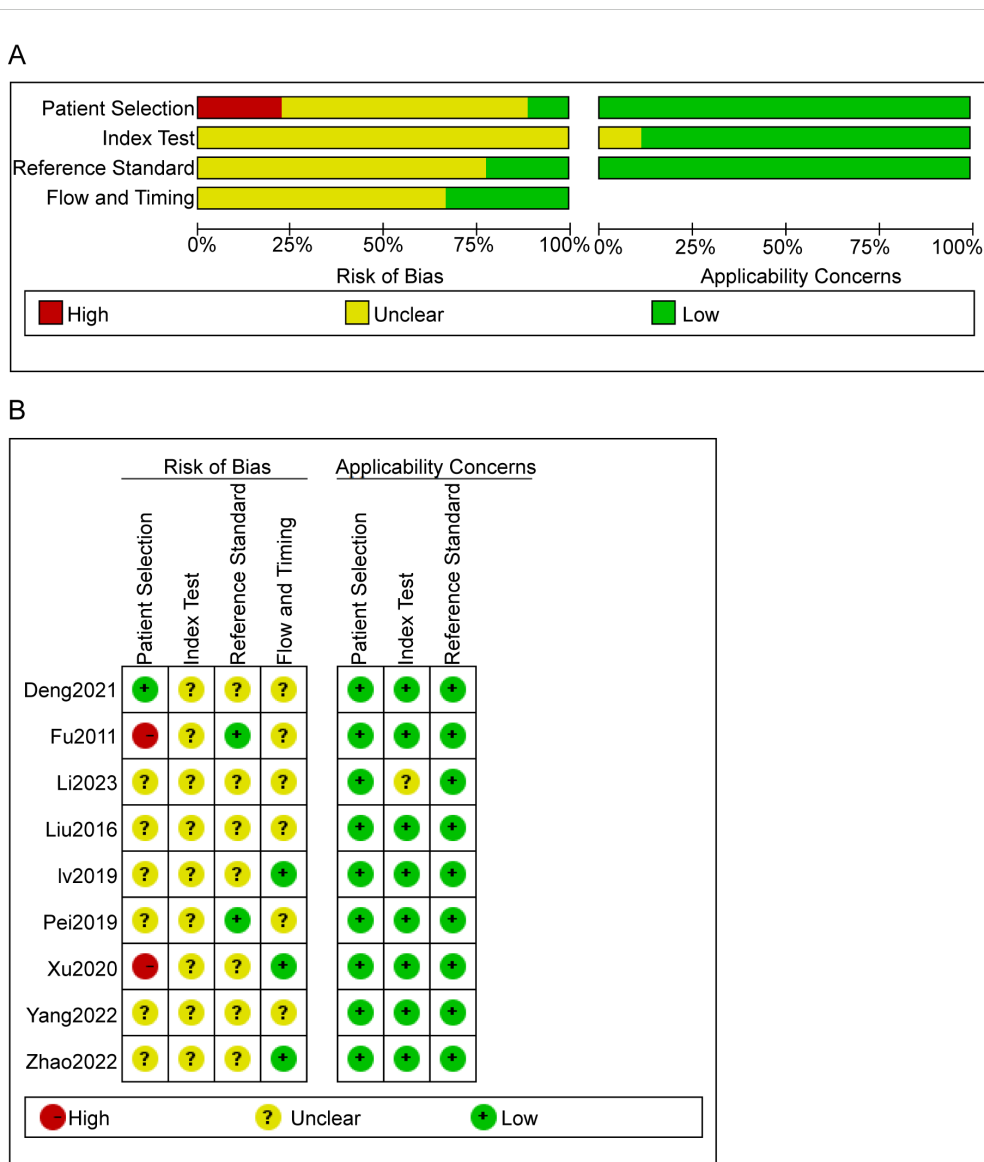 A
Patient Selection
Index Test
Reference Standard
Flow and Timing
0% 25% 50% 75% 100% 0% 25% 50% 75% 100%
Risk of Bias Applicability Concerns
High Unclear Low
B
Risk of Bias Applicability Concerns
Patient Selection
Index Test
Reference Standard
Flow and Timing
Patient Selection
Index Test
Reference Standard
Deng2021 + ? ? ? + + +
Fu2011 - ? + ? + + +
Li2023 ? ? ? ? + ? +
Liu2016 ? ? ? ? + + +
lv2019 ? ? ? + + + +
Pei2019 ? ? + ? + + +
Xu2020 - ? ? + + + +
Yang2022 ? ? ? ? + + +
Zhao2022 ? ? ? + + + +
- High ? Unclear + Low